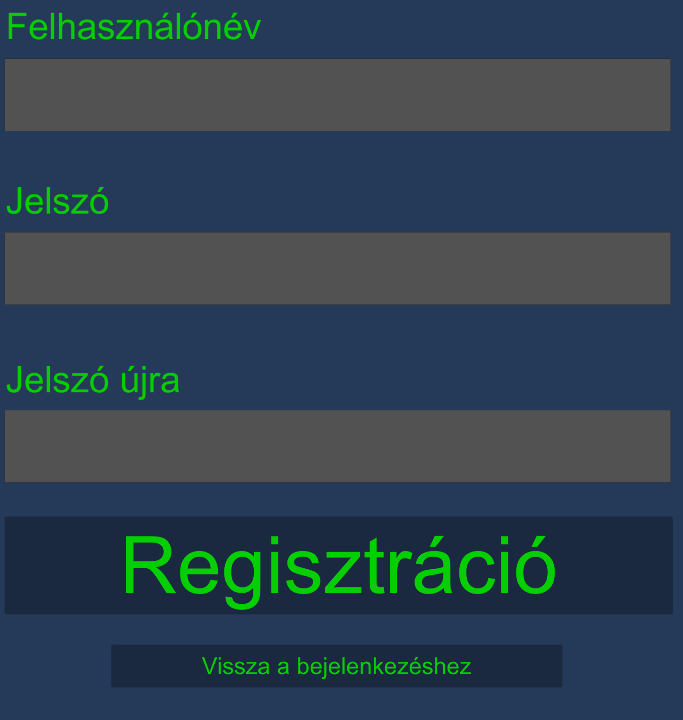 Felhasználónév
Jelszó
Jelszó újra
Regisztráció
Vissza a bejelenkezéshez